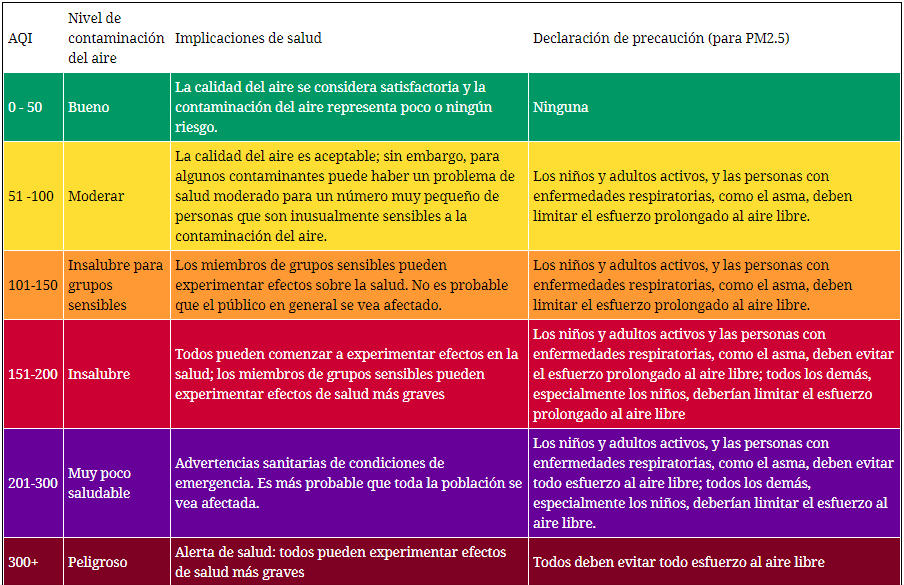 AQI
Nivel de
contaminación
del aire
Implicaciones de salud
Declaración de precaución (para PM2.5)
0 - 50
Bueno
La calidad del aire se considera satisfactoria y la
contaminación del aire representa poco o ningún
riesgo.
Ninguna
51 -100
Moderar
La calidad del aire es aceptable; sin embargo, para
algunos contaminantes puede haber un problema de
salud moderado para un número muy pequeño de
personas que son inusualmente sensibles a la
contaminación del aire.
Los niños y adultos activos, y las personas con
enfermedades respiratorias, como el asma, deben
limitar el esfuerzo prolongado al aire libre.
101-150
Insalubre para
grupos
sensibles
Los miembros de grupos sensibles pueden
experimentar efectos sobre la salud. No es probable
que el público en general se vea afectado.
Los niños y adultos activos, y las personas con
enfermedades respiratorias, como el asma, deben
limitar el esfuerzo prolongado al aire libre.
151-200
Insalubre
Todos pueden comenzar a experimentar efectos en la
salud; los miembros de grupos sensibles pueden
experimentar efectos de salud más graves
Los niños y adultos activos y las personas con
enfermedades respiratorias, como el asma, deben evitar
el esfuerzo prolongado al aire libre; todos los demás,
especialmente los niños, deberían limitar el esfuerzo
prolongado al aire libre
201-300
Muy poco
saludable
Advertencias sanitarias de condiciones de
emergencia. Es más probable que toda la población se
vea afectada.
Los niños y adultos activos, y las personas con
enfermedades respiratorias, como el asma, deben evitar
todo esfuerzo al aire libre; todos los demás,
especialmente los niños, deberían limitar el esfuerzo al
aire libre.
300+
Peligroso
Alerta de salud: todos pueden experimentar efectos
de salud más graves
Todos deben evitar todo esfuerzo al aire libre